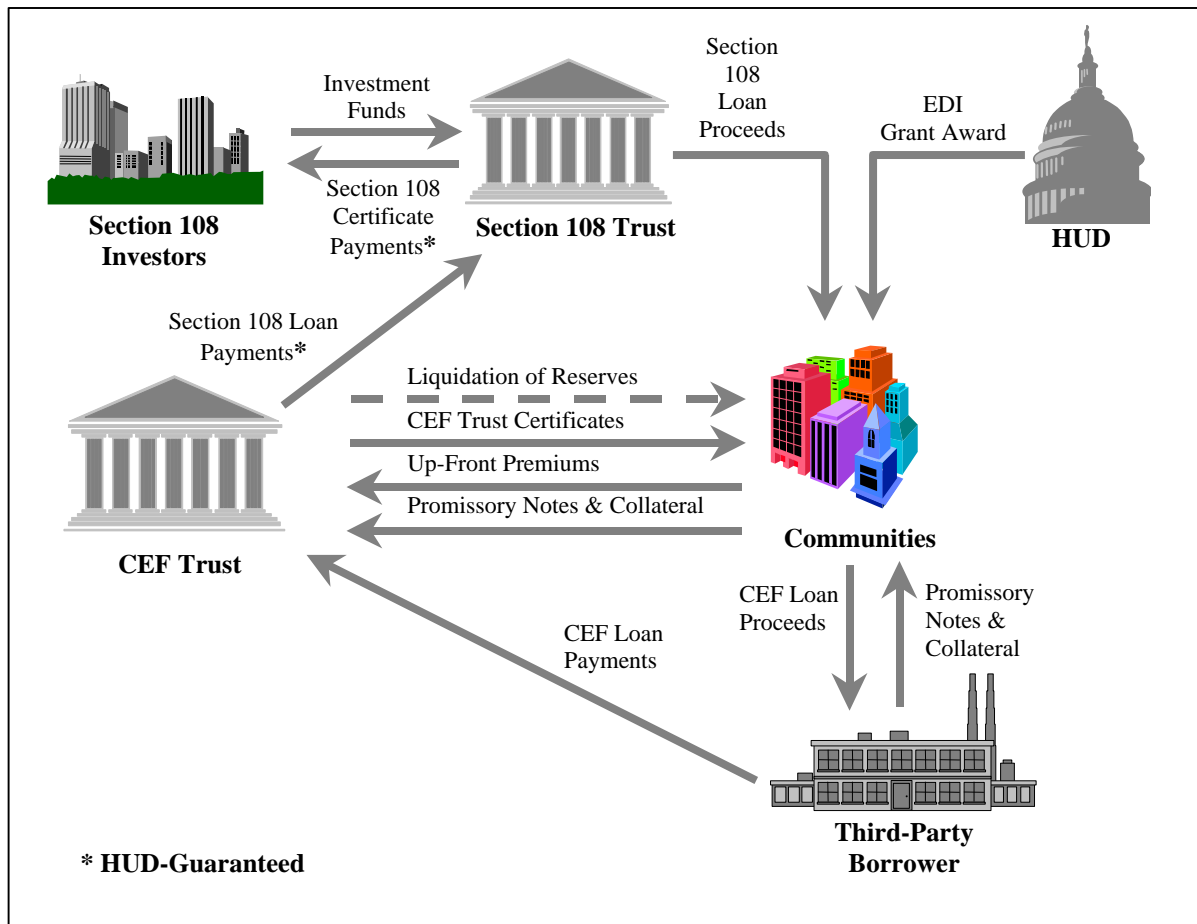 Investment
Funds
Section 108
Certificate
Payments*
Section 108
Investors
Section 108 Trust
Section
108
Loan
Proceeds
EDI
Grant Award
HUD
Section 108 Loan
Payments*
Liquidation of Reserves
CEF Trust Certificates
Up-Front Premiums
Promissory Notes & Collateral
CEF Trust
Communities
CEF Loan
Proceeds
Promissory
Notes &
Collateral
CEF Loan
Payments
Third-Party
Borrower
* HUD-Guaranteed